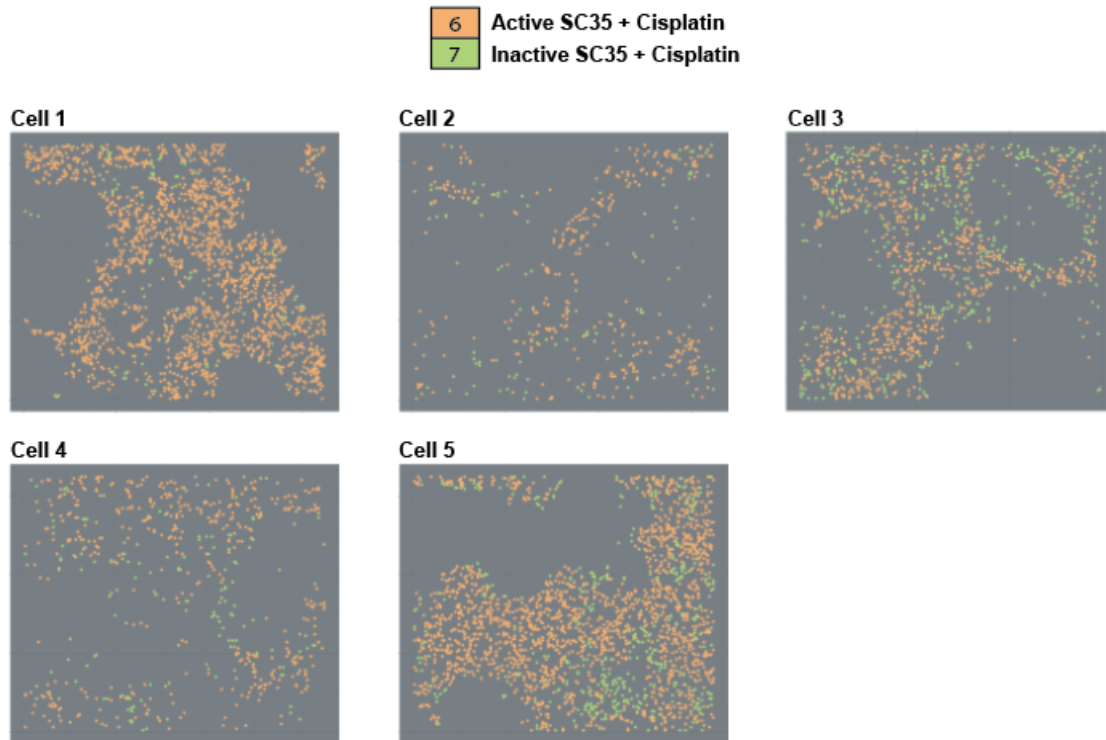 6 Active SC35 + Cisplatin
7 Inactive SC35 + Cisplatin
Cell 1
Cell 2
Cell 3
Cell 4
Cell 5